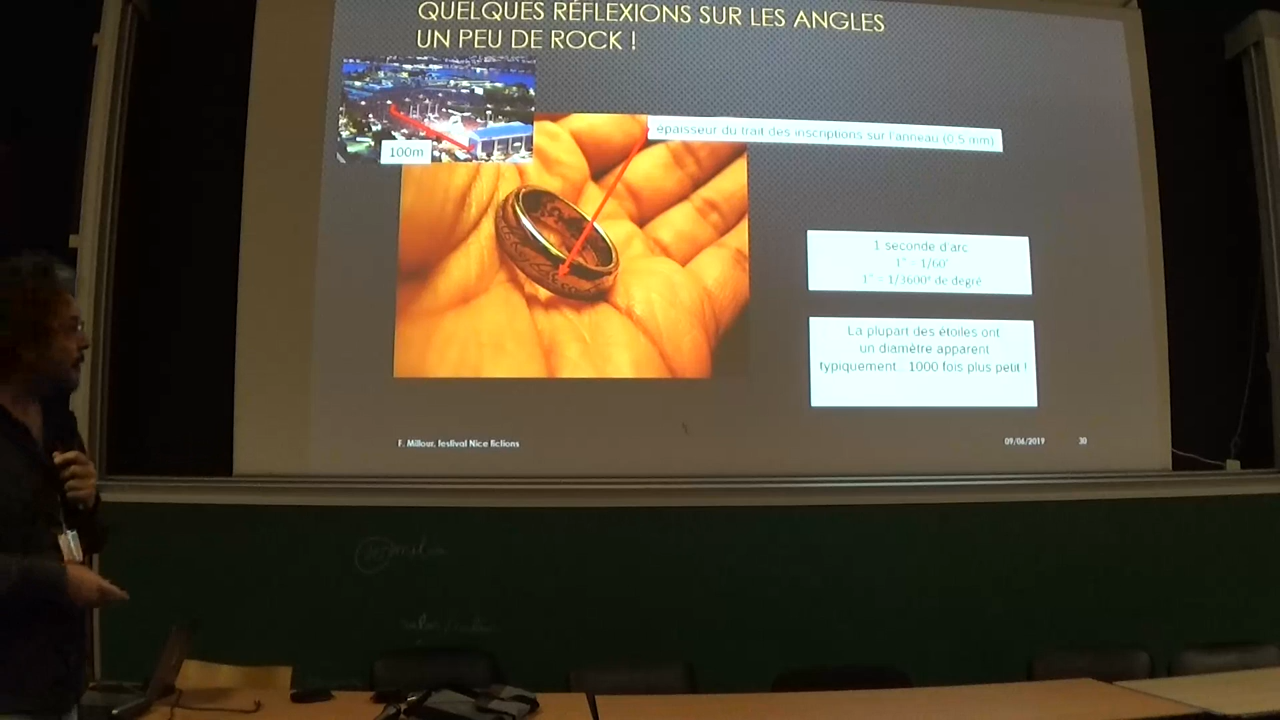 QUELQUES RÉFLEXIONS SUR LES ANGLES
UN PEU DE ROCK !
100m
épaisseur du trait des inscriptions sur l'anneau (0.5 mm)
1 seconde d'arc
1" = 1/60'
1" = 1/3600° de degré
La plupart des étoiles ont
un diamètre apparent
typiquement...1000 fois plus petit !
F. Millour, festival Nice fictions
09/06/2019
30